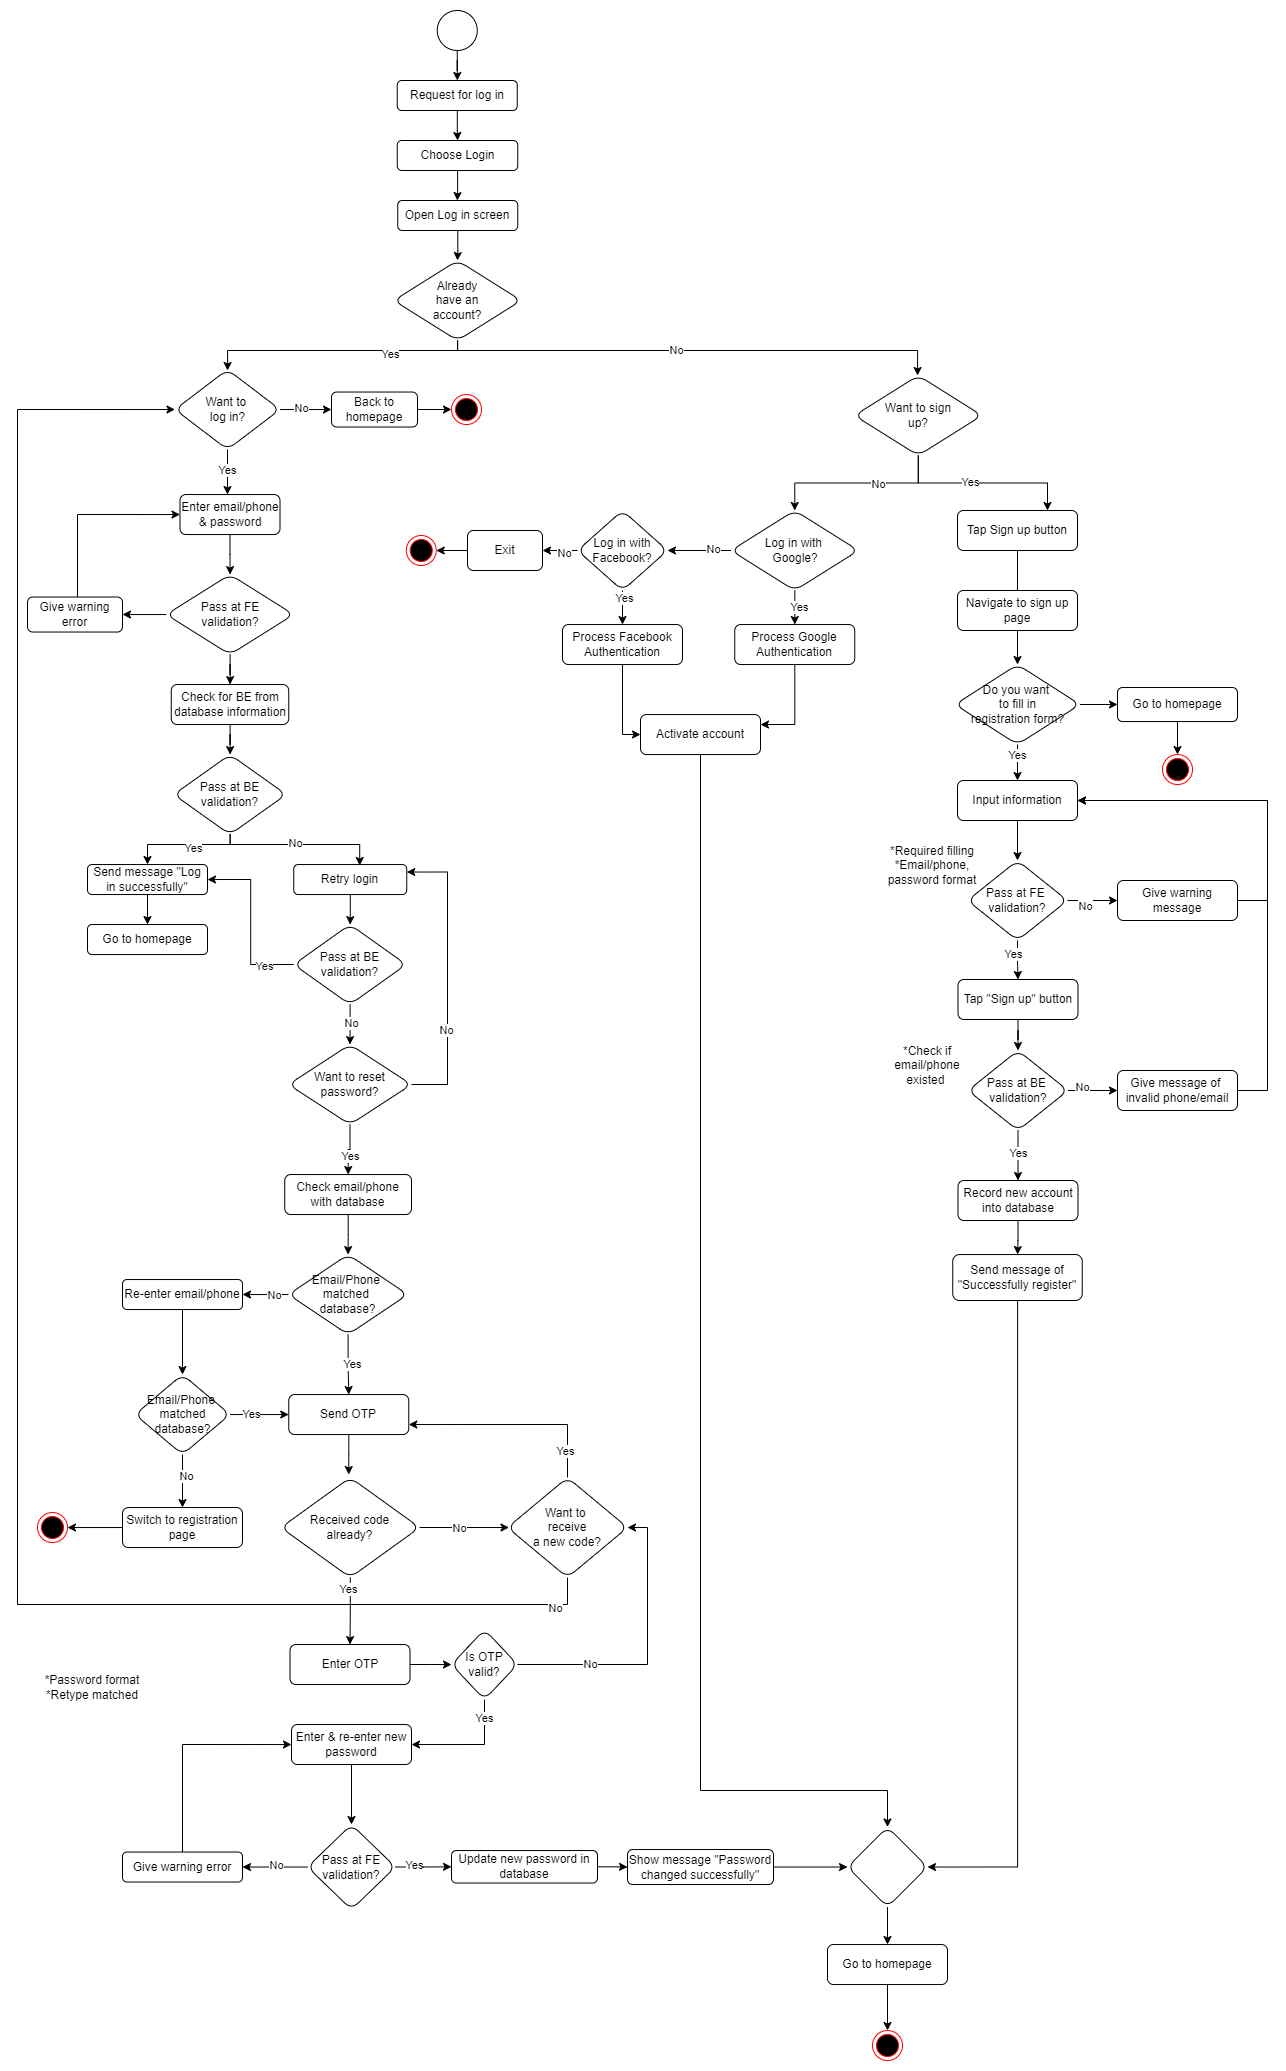 Request for log in
Choose Login
Open Log in screen
Already
have an
account?
Yes
No
Want to
log in?
No
Back to
homepage
Want to sign
up?
Yes
No
Yes
Enter email/phone
& password
Tap Sign up button
Log in with
Google?
No
Log in with
Facebook?
No
Exit
Yes
Yes
Pass at FE
validation?
Give warning
error
Navigate to sign up
page
Process Facebook
Authentication
Process Google
Authentication
Check for BE from
database information
Do you want
to fill in
registration form?
Go to homepage
Activate account
Yes
Pass at BE
validation?
Input information
Yes
No
*Required filling
*Email/phone,
password format
Send message "Log
in successfully"
Retry login
Pass at FE
validation?
No
Give warning
message
Go to homepage
Yes
Pass at BE
validation?
Yes
Tap "Sign up" button
No
No
*Check if
email/phone
existed
Want to reset
password?
Pass at BE
validation?
No
Give message of
invalid phone/email
Yes
Yes
Check email/phone
with database
Record new account
into database
Send message of
"Successfully register"
Email/Phone
matched
database?
No
Re-enter email/phone
Yes
Email/Phone
matched
database?
Yes
Send OTP
Yes
No
Switch to registration
page
Received code
already?
No
Want to
receive
a new code?
Yes
No
Enter OTP
Is OTP
valid?
No
*Password format
*Retype matched
Yes
Enter & re-enter new
password
Give warning error
No
Pass at FE
validation?
Yes
Update new password in
database
Show message "Password
changed successfully"
Go to homepage